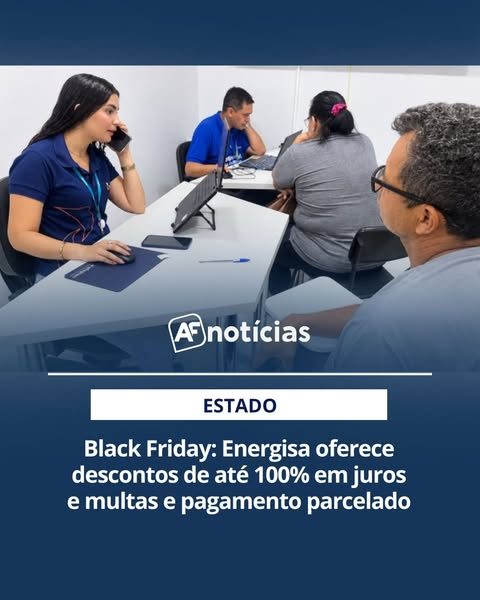 AF notícias
ESTADO
Black Friday: Energisa oferece
descontos de até 100% em juros
e multas e pagamento parcelado